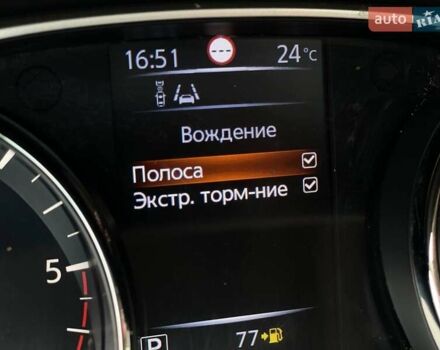 auto RIA
16:51 --- 24°C
Вождение
Полоса
Экстр. торм-ние
5
P 77